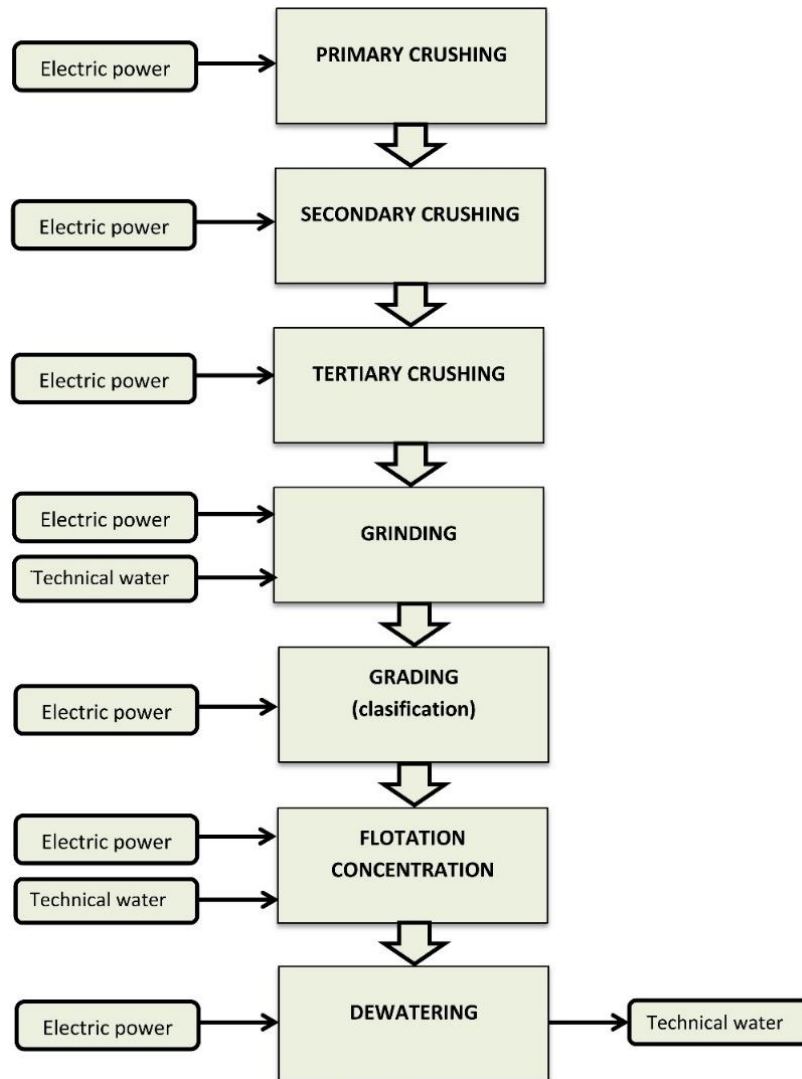 PRIMARY CRUSHING
Electric power
SECONDARY CRUSHING
Electric power
TERTIARY CRUSHING
Electric power
Electric power
GRINDING
Technical water
GRADING
(clasification)
Electric power
Electric power
FLOTATION
CONCENTRATION
Technical water
DEWATERING
Electric power
Technical water